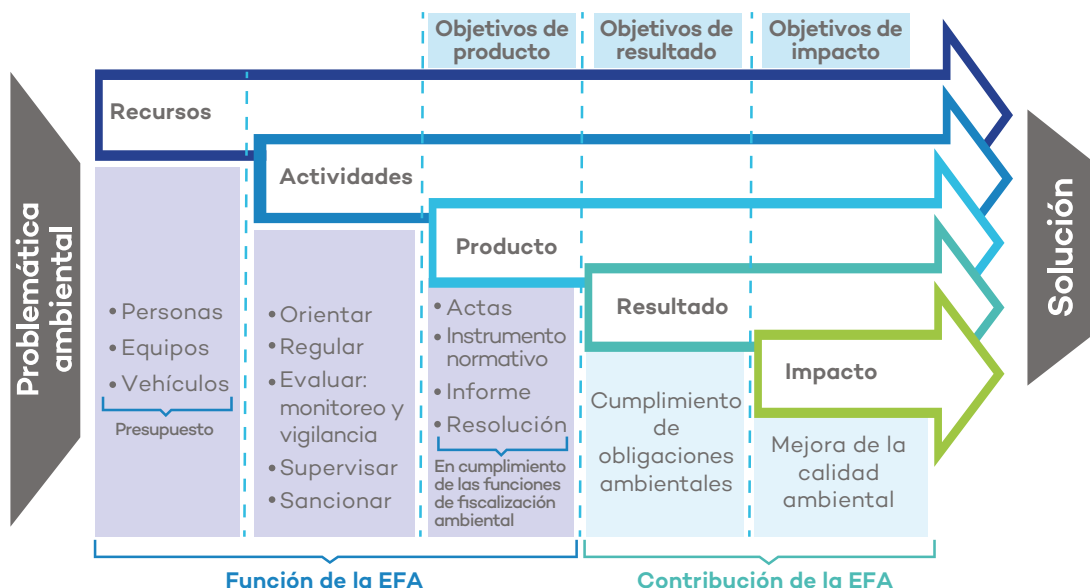 Objetivos de
producto
Objetivos de
resultado
Objetivos de
impacto
Problemática
ambiental
Recursos
• Personas
• Equipos
• Vehículos
Presupuesto
Actividades
• Orientar
• Regular
• Evaluar:
monitoreo y
vigilancia
• Supervisar
• Sancionar
Producto
• Actas
• Instrumento
normativo
• Informe
• Resolución
En cumplimiento
de las funciones
de fiscalización
ambiental
Resultado
Cumplimiento
de
obligaciones
ambientales
Impacto
Mejora de la
calidad
ambiental
Solución
Función de la EFA
Contribución de la EFA